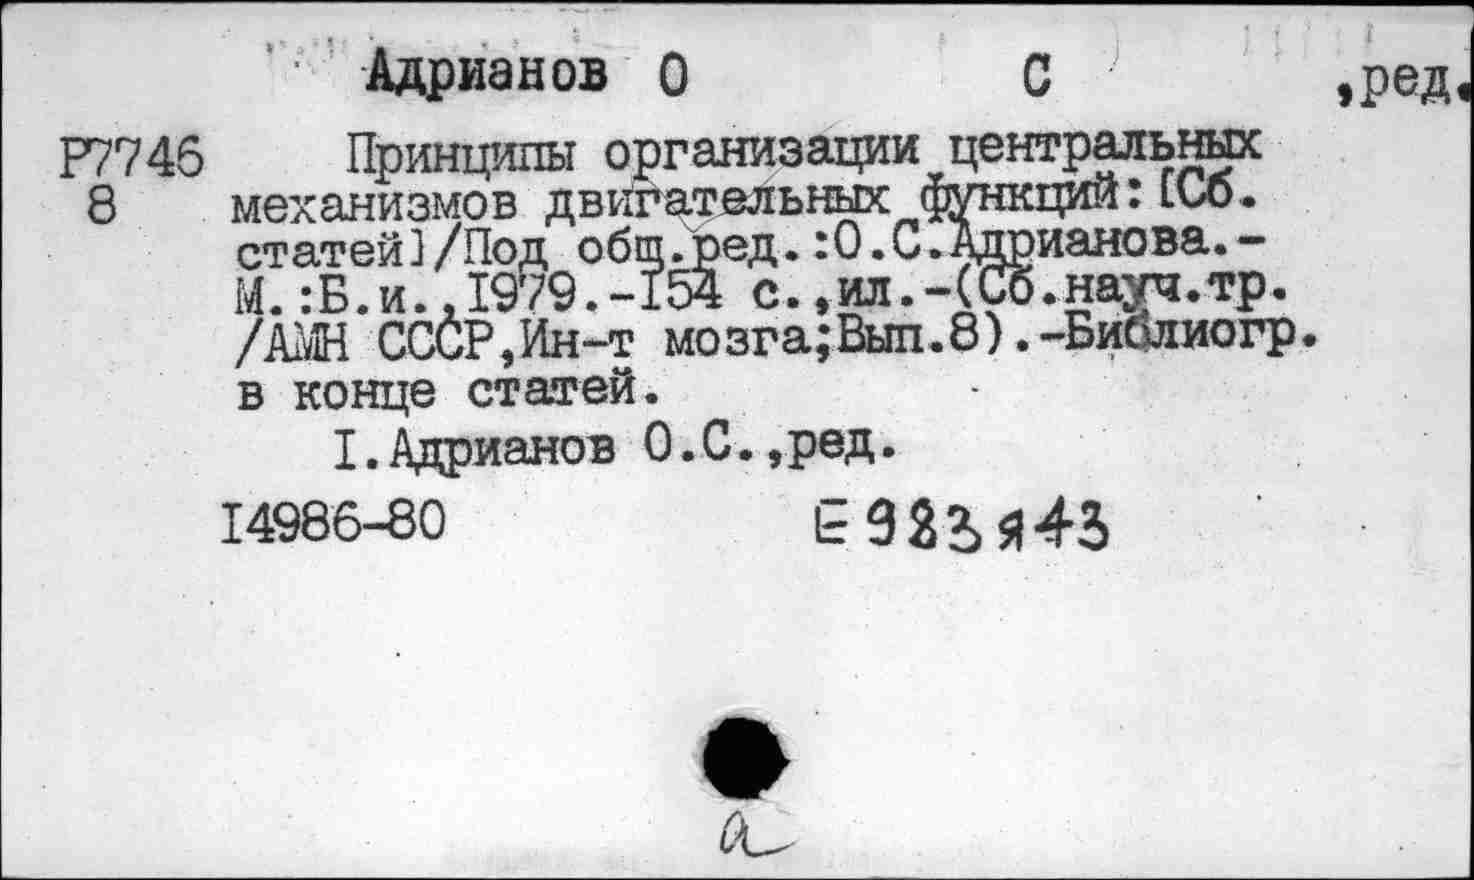 Адрианов О С ,ред.
Р7746 Принципы организации центральных
8 механизмов двигательных функций:[Сб.
статей]/Под общ.ред.:О.С.Адрианова.-
М.:Б.и.,1979.-154 с.,ил.-(Сб.науч.тр.
/АМН СССР,Ин-т мозга;Вып.8).-Библиогр.
в конце статей.
I.Адрианов О.С.,ред.
14986-80 Е983я43